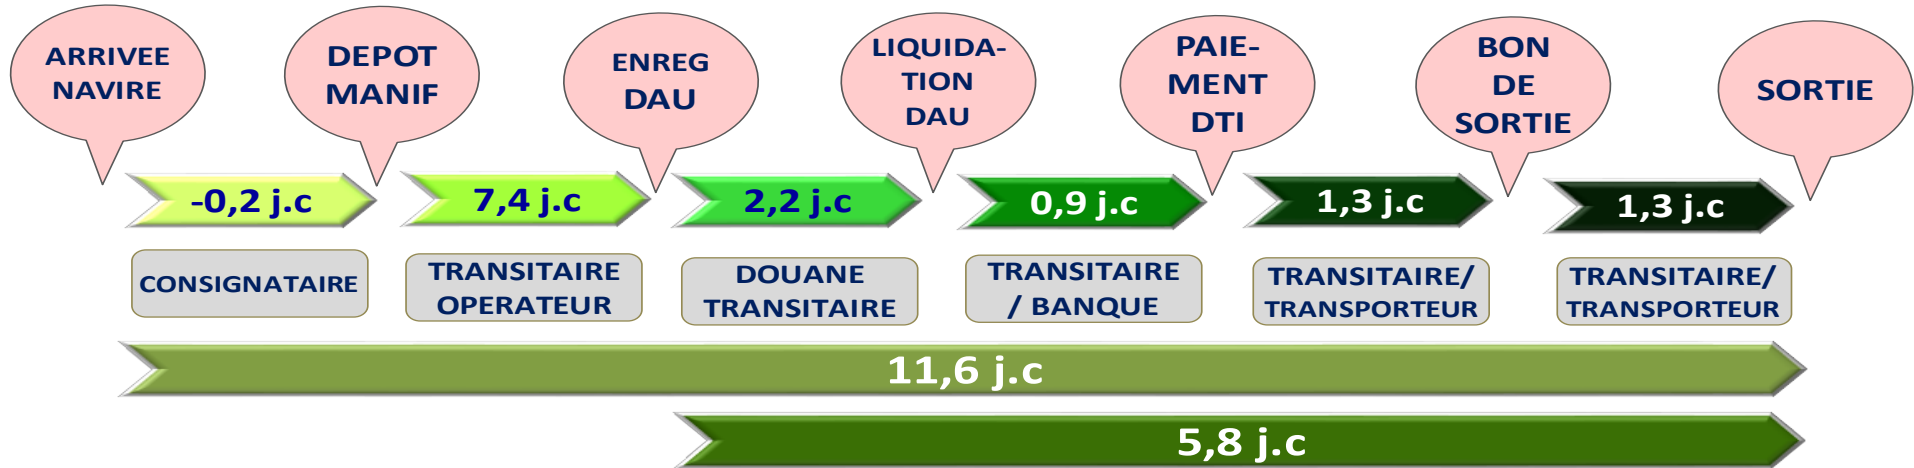 ARRIVEE
NAVIRE
DEPOT
MANIF
ENREG
DAU
LIQUIDA-
TION
DAU
PAIE-
MENT
DTI
BON
DE
SORTIE
SORTIE
-0,2 j.c
7,4 j.c
2,2 j.c
0,9 j.c
1,3 j.c
1,3 j.c
CONSIGNATAIRE
TRANSITAIRE
OPERATEUR
DOUANE
TRANSITAIRE
TRANSITAIRE
/ BANQUE
TRANSITAIRE/
TRANSPORTEUR
TRANSITAIRE/
TRANSPORTEUR
11,6 j.c
5,8 j.c